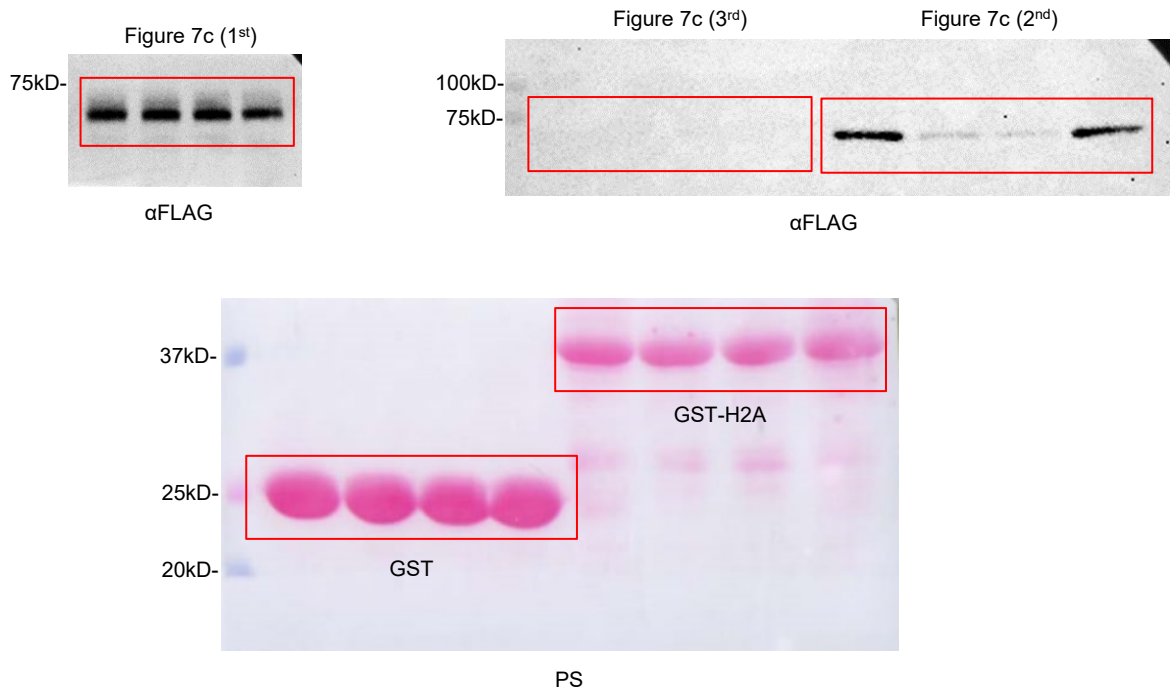 Figure 7c (1st)
75kD-
αFLAG
Figure 7c (3rd)
Figure 7c (2nd)
100kD-
75kD-
αFLAG
37kD-
GST-H2A
25kD-
GST
20kD-
PS